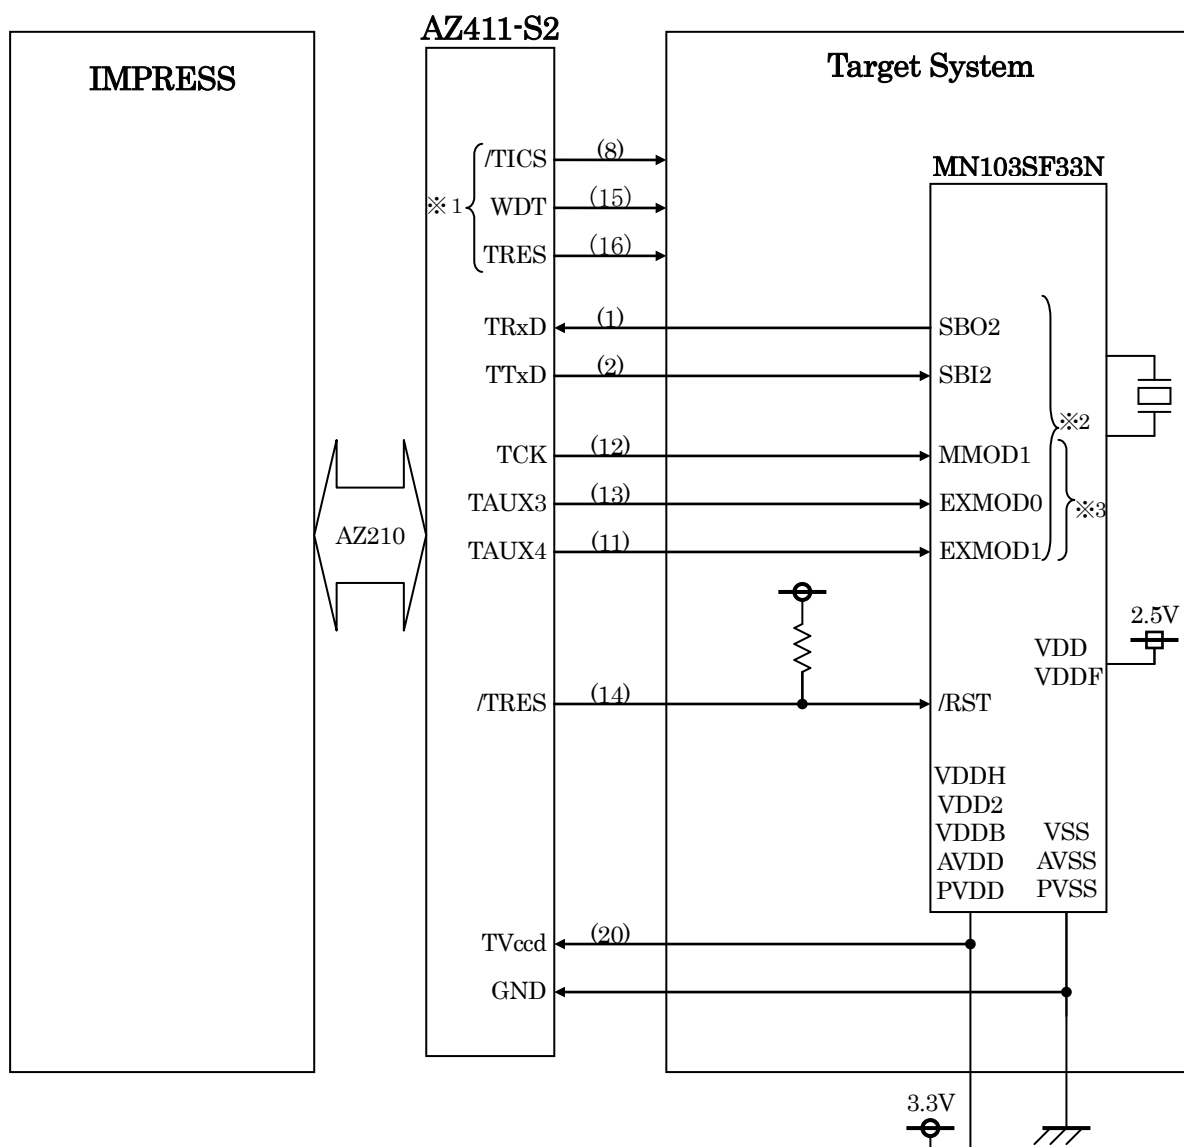 AZ411-S2
IMPRESS
Target System
/TICS (8)
MN103SF33N
※1 WDT (15)
TRES (16)
TRxD (1) SBO2
TTxD (2) SBI2
※2
TCK (12) MMOD1
TAUX3 (13) EXMOD0
※3
AZ210
TAUX4 (11) EXMOD1
2.5V
VDD
VDDF
/TRES (14) /RST
VDDH
VDD2
VDDB VSS
AVDD AVSS
PVDD PVSS
TVccd (20)
GND
3.3V